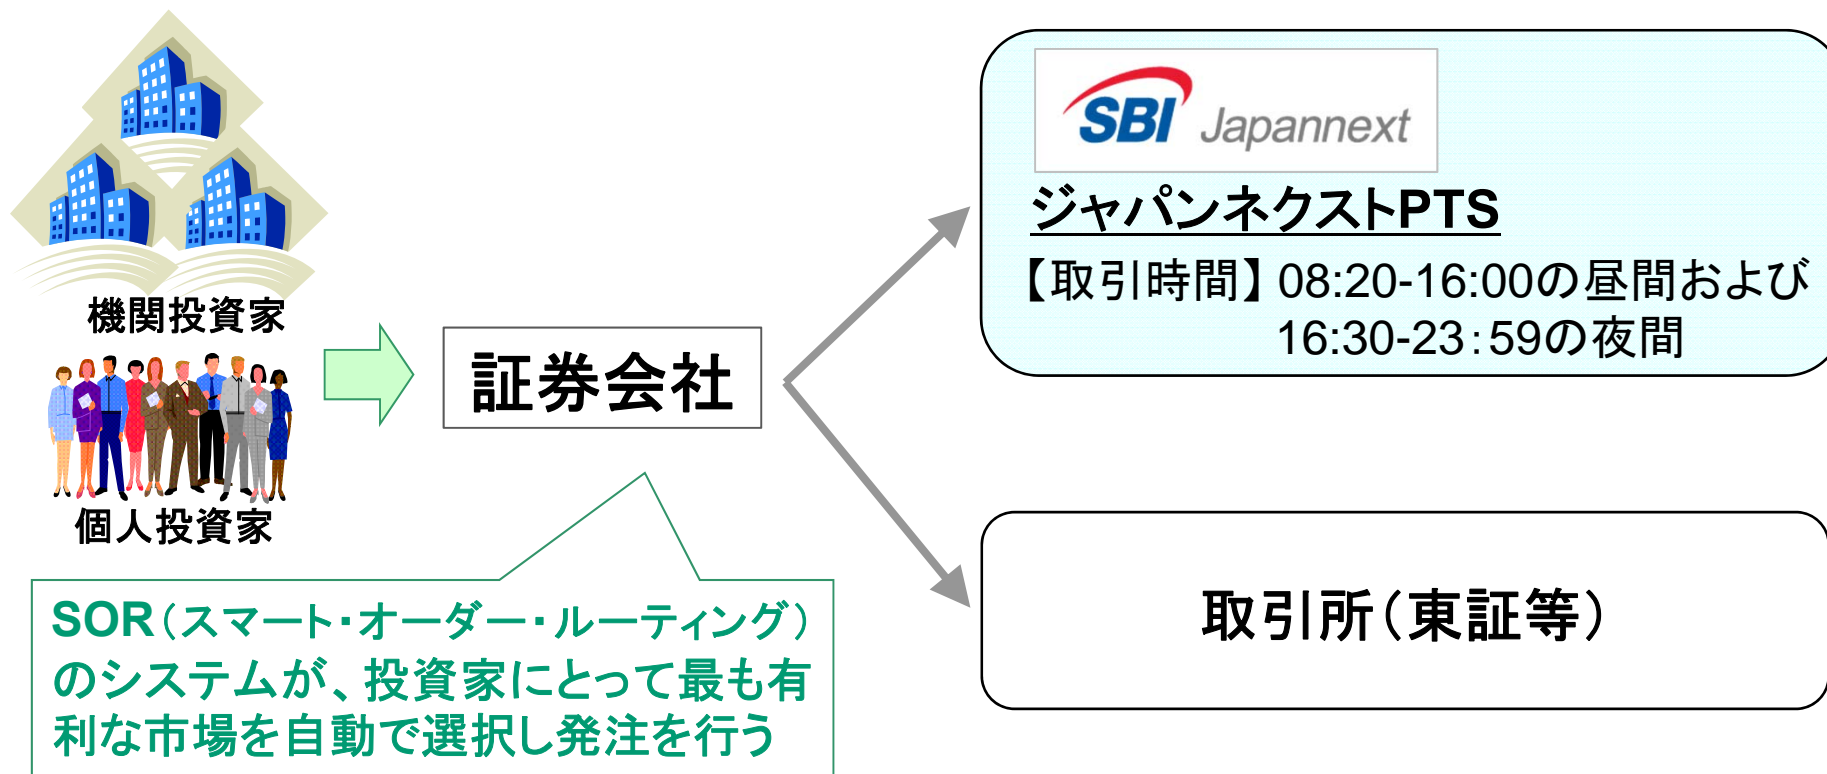 機関投資家
個人投資家
証券会社
SOR（スマート・オーダー・ルーティング）
のシステムが、投資家にとって最も有
利な市場を自動で選択し発注を行う
SBI Japannext
ジャパンネクストPTS
【取引時間】 08:20-16:00の昼間および
16:30-23：59の夜間
取引所（東証等）